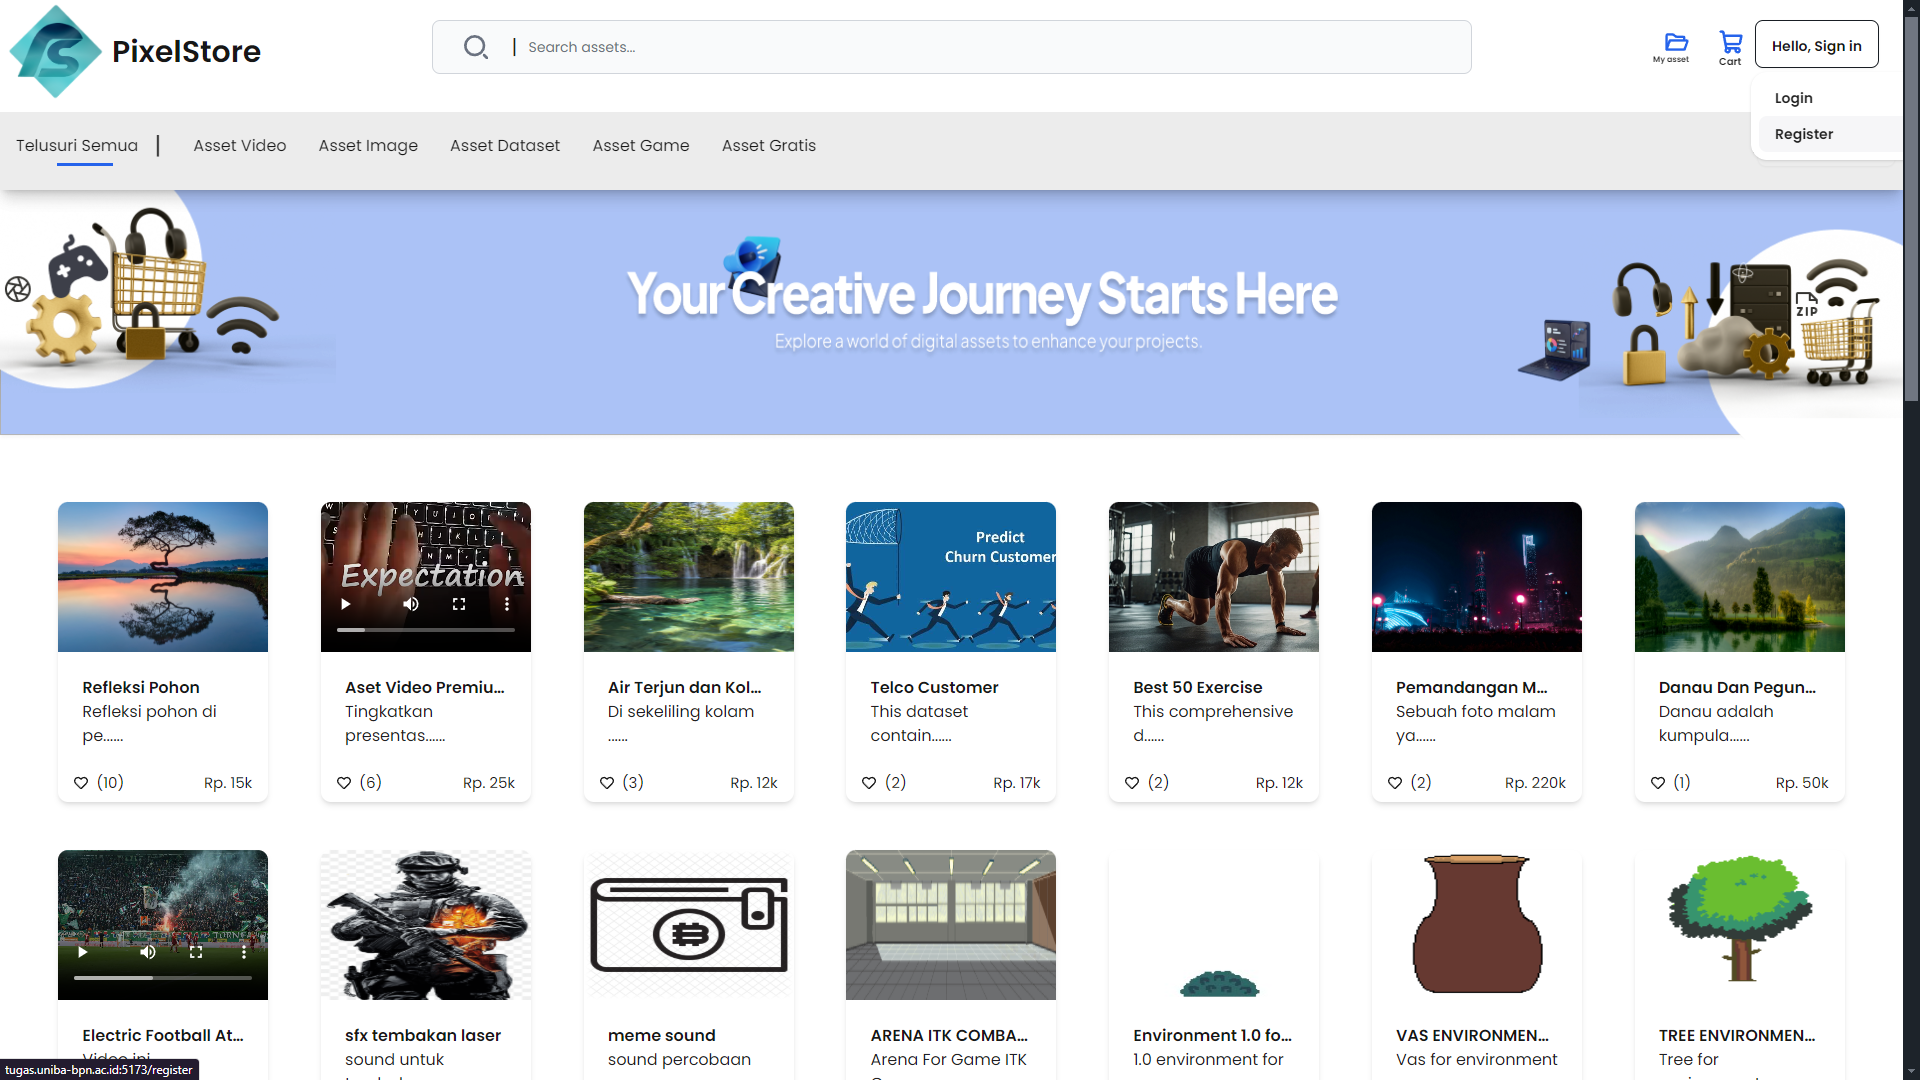 PixelStore
Search assets...
My asset
Cart
Hello, Sign in
Login
Register
Telusuri Semua
Asset Video
Asset Image
Asset Dataset
Asset Game
Asset Gratis
Your Creative Journey Starts Here
Explore a world of digital assets to enhance your projects.
ZIP
Expectation
Predict
Churn Customer
Refleksi Pohon
Refleksi pohon di
pe......
(10)
Rp. 15k
Aset Video Premiu...
Tingkatkan
presentas......
(6)
Rp. 25k
Air Terjun dan Kol...
Di sekeliling kolam
......
(3)
Rp. 12k
Telco Customer
This dataset
contain......
(2)
Rp. 17k
Best 50 Exercise
This comprehensive
d......
(2)
Rp. 12k
Pemandangan M...
Sebuah foto malam
ya......
(2)
Rp. 220k
Danau Dan Pegun...
Danau adalah
kumpula......
(1)
Rp. 50k
Electric Football At...
Video ini
sfx tembakan laser
sound untuk
meme sound
sound percobaan
ARENA ITK COMBA...
Arena For Game ITK
Environment 1.0 fo...
1.0 environment for
VAS ENVIRONMEN...
Vas for environment
TREE ENVIRONMEN...
Tree for
tugas.uniba-bpn.ac.id:5173/register